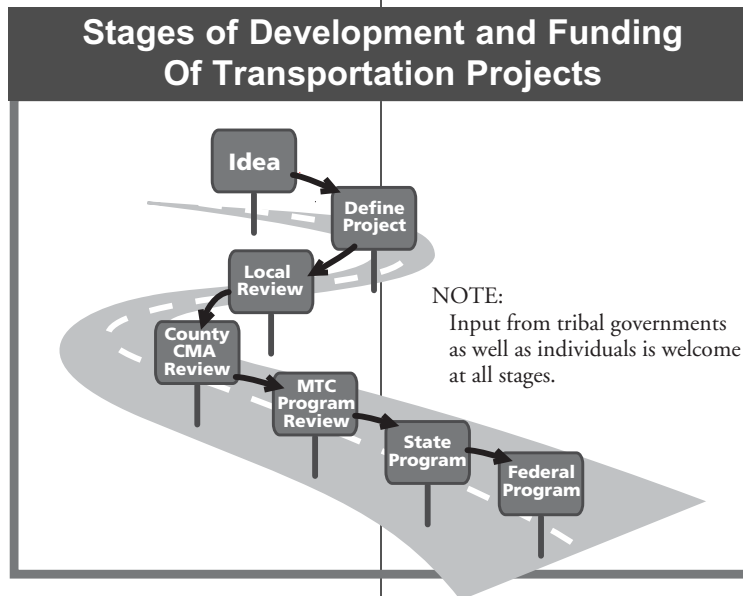 Stages of Development and Funding
Of Transportation Projects
Idea
Define
Project
Local
Review
County
CMA
Review
MTC
Program
Review
State
Program
Federal
Program
NOTE:
Input from tribal governments
as well as individuals is welcome
at all stages.